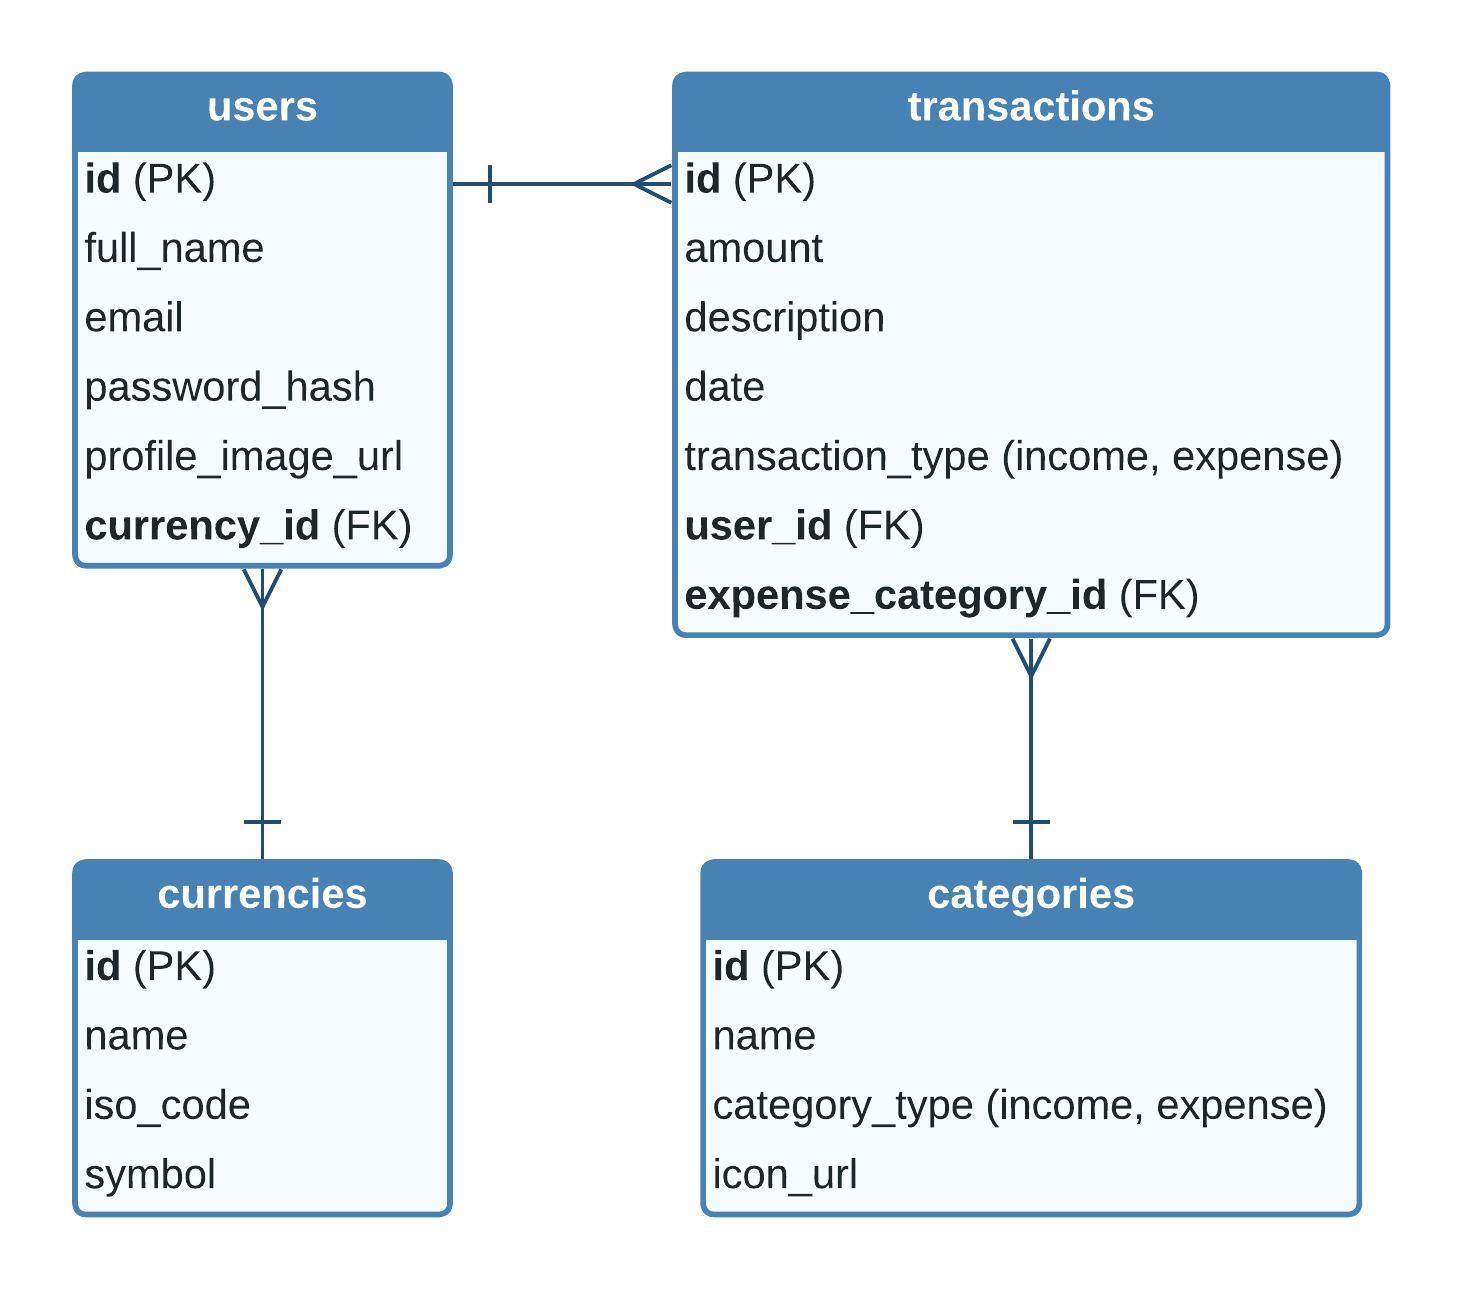 users
id (PK)
full_name
email
password_hash
profile_image_url
currency_id (FK)
transactions
id (PK)
amount
description
date
transaction_type (income, expense)
user_id (FK)
expense_category_id (FK)
currencies
id (PK)
name
iso_code
symbol
categories
id (PK)
name
category_type (income, expense)
icon_url